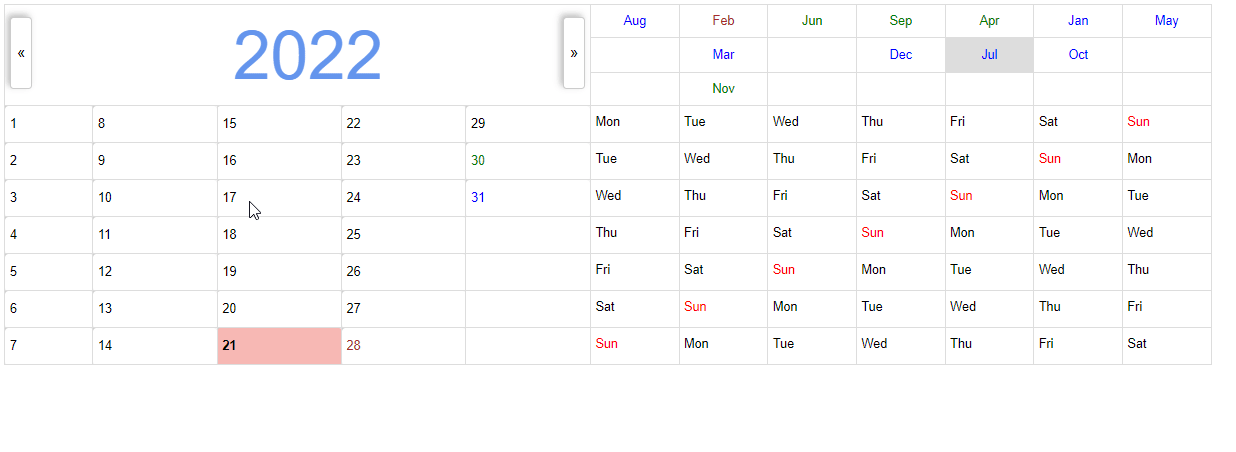 « 2022 » Aug Feb Jun Sep Apr Jan May
Mar Dec Jul Oct
Nov
1 8 15 22 29 Mon Tue Wed Thu Fri Sat Sun
2 9 16 23 30 Tue Wed Thu Fri Sat Sun Mon
3 10 17 24 31 Wed Thu Fri Sat Sun Mon Tue
4 11 18 25 Thu Fri Sat Sun Mon Tue Wed
5 12 19 26 Fri Sat Sun Mon Tue Wed Thu
6 13 20 27 Sat Sun Mon Tue Wed Thu Fri
7 14 21 28 Sun Mon Tue Wed Thu Fri Sat